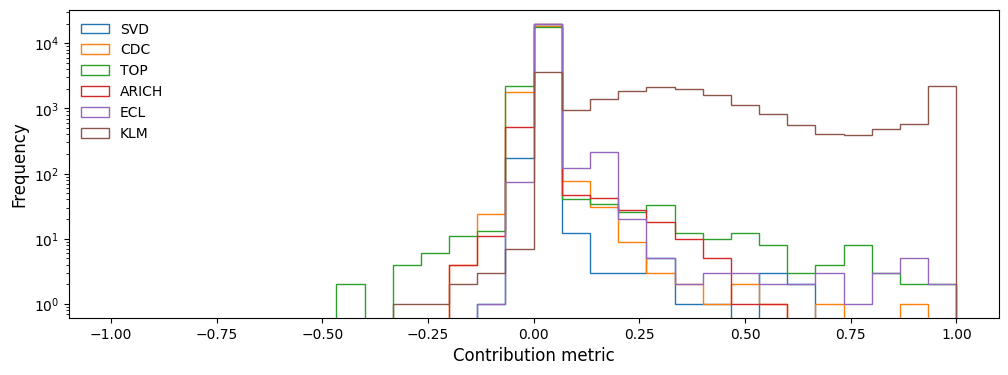 SVD
CDC
TOP
ARICH
ECL
KLM
Frequency
10⁴
10³
10²
10¹
10⁰
−1.00 −0.75 −0.50 −0.25 0.00 0.25 0.50 0.75 1.00
Contribution metric